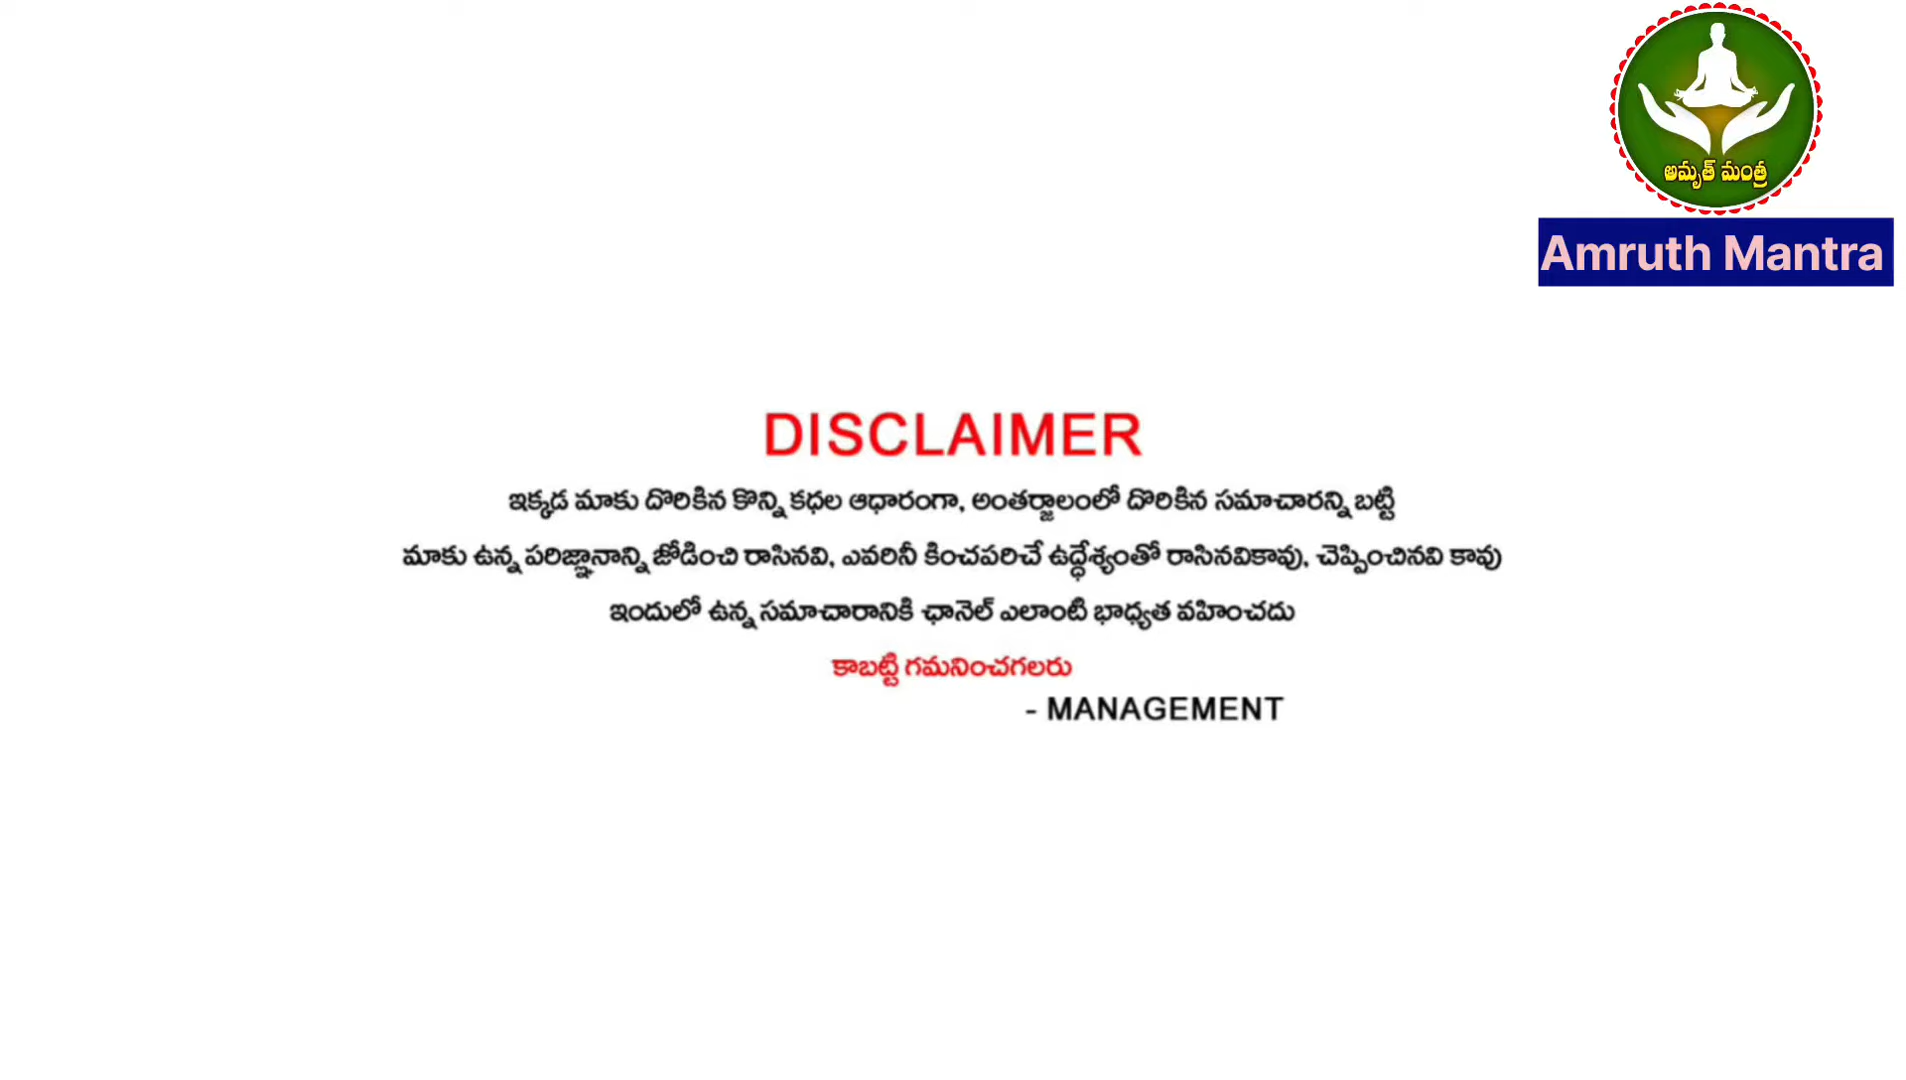 అమృత్ మంత్ర
Amruth Mantra
DISCLAIMER
ఇక్కడ మాకు దొరికిన కొన్ని కధల ఆధారంగా, అంతర్జాలంలో దొరికిన సమాచారన్ని బట్టి
మాకు ఉన్న పరిజ్ఞానాన్ని జోడించి రాసినవి, ఎవరినీ కించపరిచే ఉద్ధేశ్యంతో రాసినవికావు, చెప్పించినవి కావు
ఇందులో ఉన్న సమాచారానికి ఛానెల్ ఎలాంటి భాధ్యత వహించదు
కాబట్టి గమనించగలరు
- MANAGEMENT